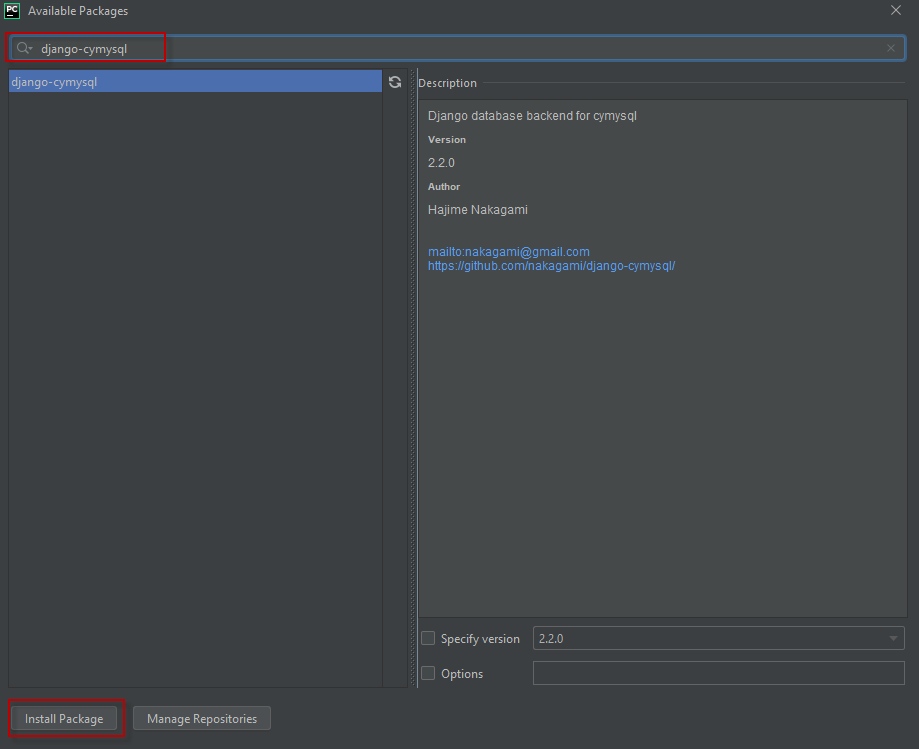 PC
Available Packages
django-cymysql
django-cymysql
Description
Django database backend for cymysql
Version
2.2.0
Author
Hajime Nakagami
mailto:nakagami@gmail.com
https://github.com/nakagami/django-cymysql/
Specify version
2.2.0
Options
Install Package
Manage Repositories